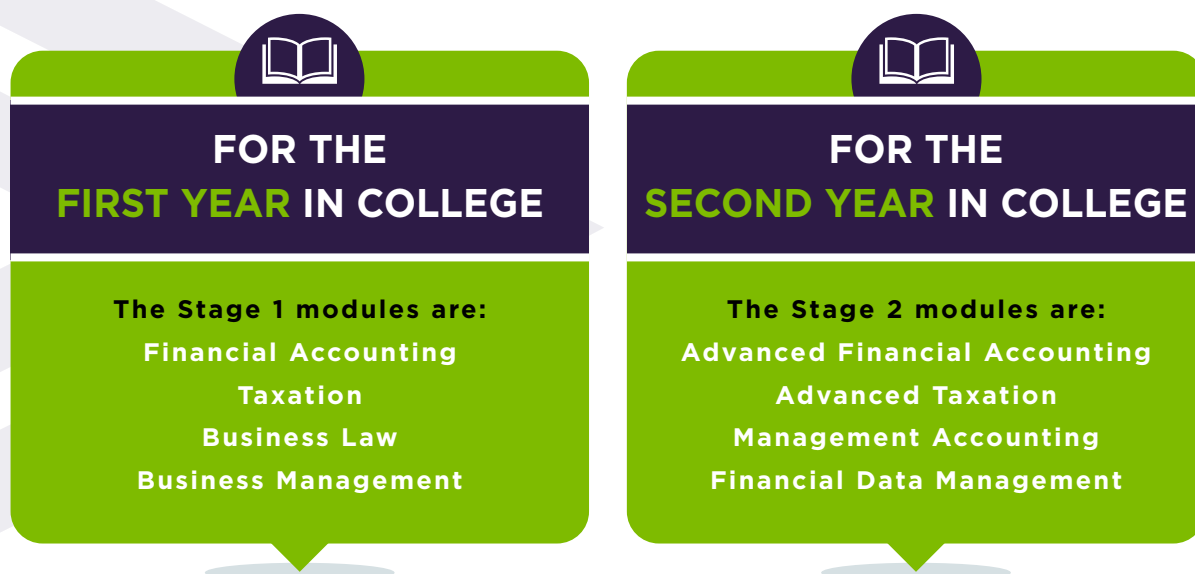 FOR THE
FIRST YEAR IN COLLEGE
The Stage 1 modules are:
Financial Accounting
Taxation
Business Law
Business Management
FOR THE
SECOND YEAR IN COLLEGE
The Stage 2 modules are:
Advanced Financial Accounting
Advanced Taxation
Management Accounting
Financial Data Management